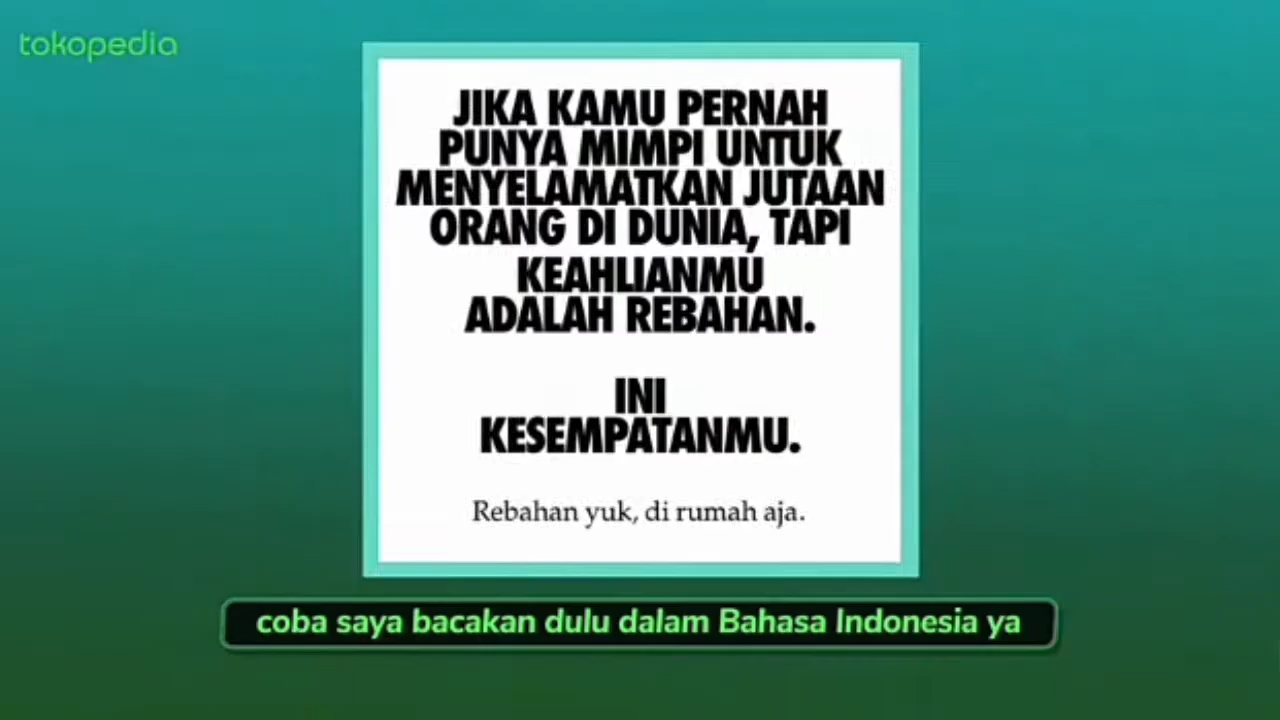 tokopedia
JIKA KAMU PERNAH
PUNYA MIMPI UNTUK
MENYELAMATKAN JUTAAN
ORANG DI DUNIA, TAPI
KEAHLIANMU
ADALAH REBAHAN.
INI
KESEMPATANMU.
Rebahan yuk, di rumah aja.
coba saya bacakan dulu dalam Bahasa Indonesia ya